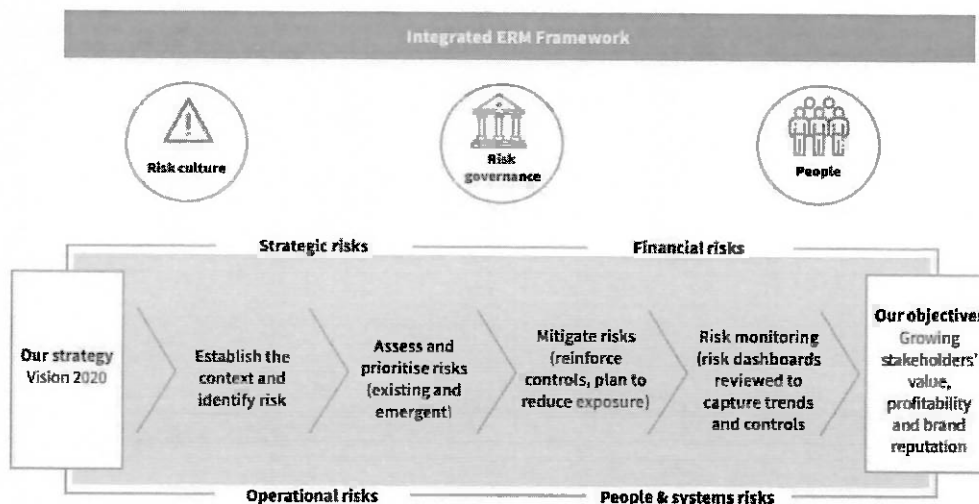 Integrated ERM Framework
Risk culture
Risk
governance
People
Strategic risks
Financial risks
Our strategy
Vision 2020
Establish the
context and
identify risk
Assess and
prioritise risks
(existing and
emergent)
Mitigate risks
(reinforce
controls, plan to
reduce exposure)
Risk monitoring
(risk dashboards
reviewed to
capture trends
and controls
Our objectives
Growing
stakeholders'
value,
profitability
and brand
reputation
Operational risks
People & systems risks